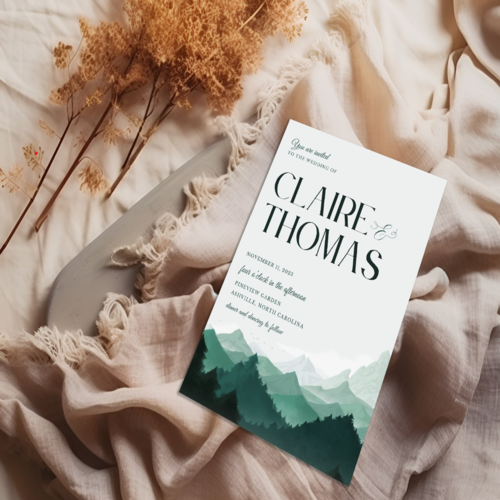 You are invited
TO THE WEDDING OF
CLAIRE &
THOMAS
NOVEMBER 11, 2023
four o'clock in the afternoon
PINEVIEW GARDEN
ASHVILLE, NORTH CAROLINA
dinner and dancing to follow